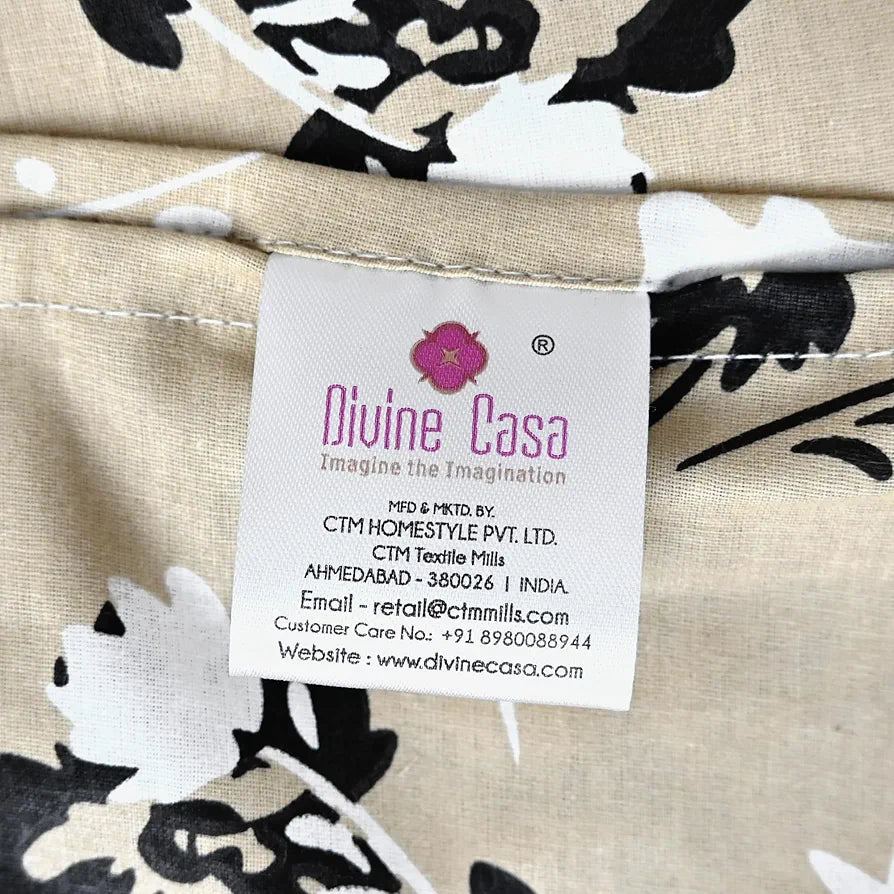 ®
Divine Casa
Imagine the Imagination
MFD & MKTD. BY.
CTM HOMESTYLE PVT. LTD.
CTM Textile Mills
AHMEDABAD - 380026 | INDIA.
Email - retail@ctmmills.com
Customer Care No.: +91 8980088944
Website : www.divinecasa.com